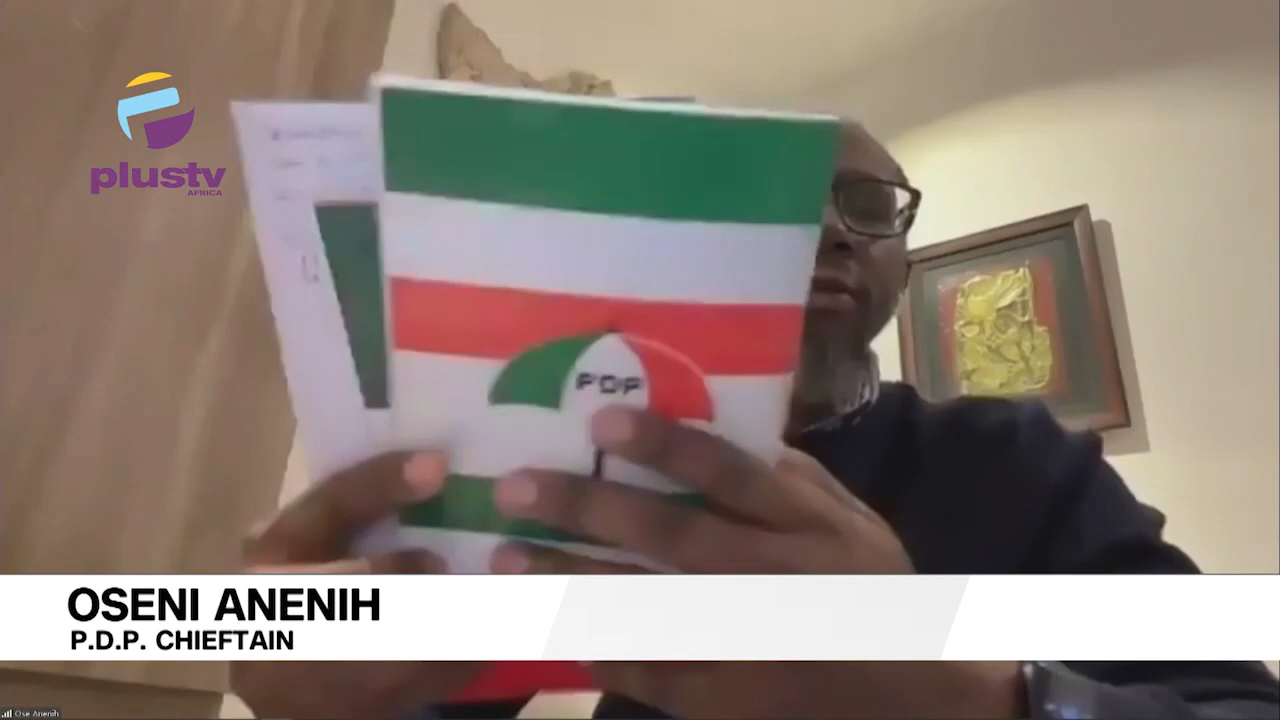 plustv
AFRICA
PDP
OSENI ANENIH
P.D.P. CHIEFTAIN
Ose Anenih